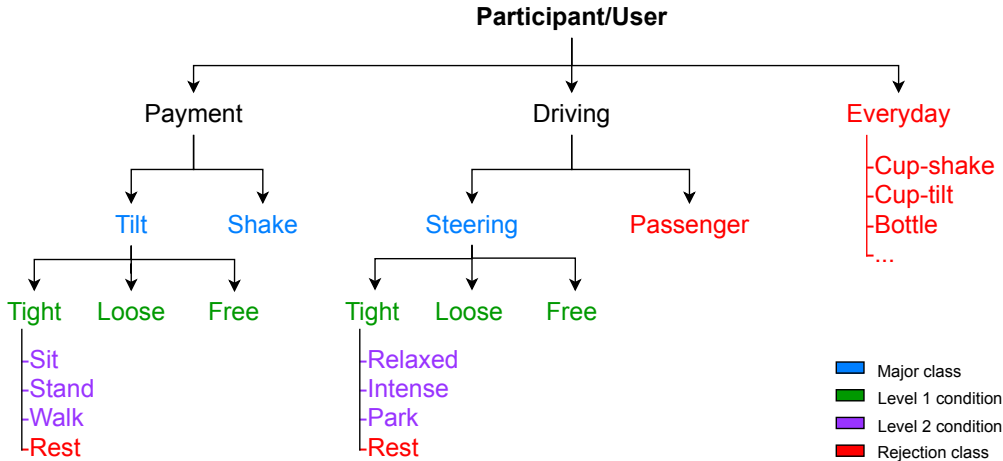 Participant/User
Payment
Driving
Everyday
-Cup-shake
-Cup-tilt
-Bottle
-...
Tilt
Shake
Steering
Passenger
Tight
Loose
Free
Tight
Loose
Free
-Sit
-Stand
-Walk
-Rest
-Relaxed
-Intense
-Park
-Rest
Major class
Level 1 condition
Level 2 condition
Rejection class